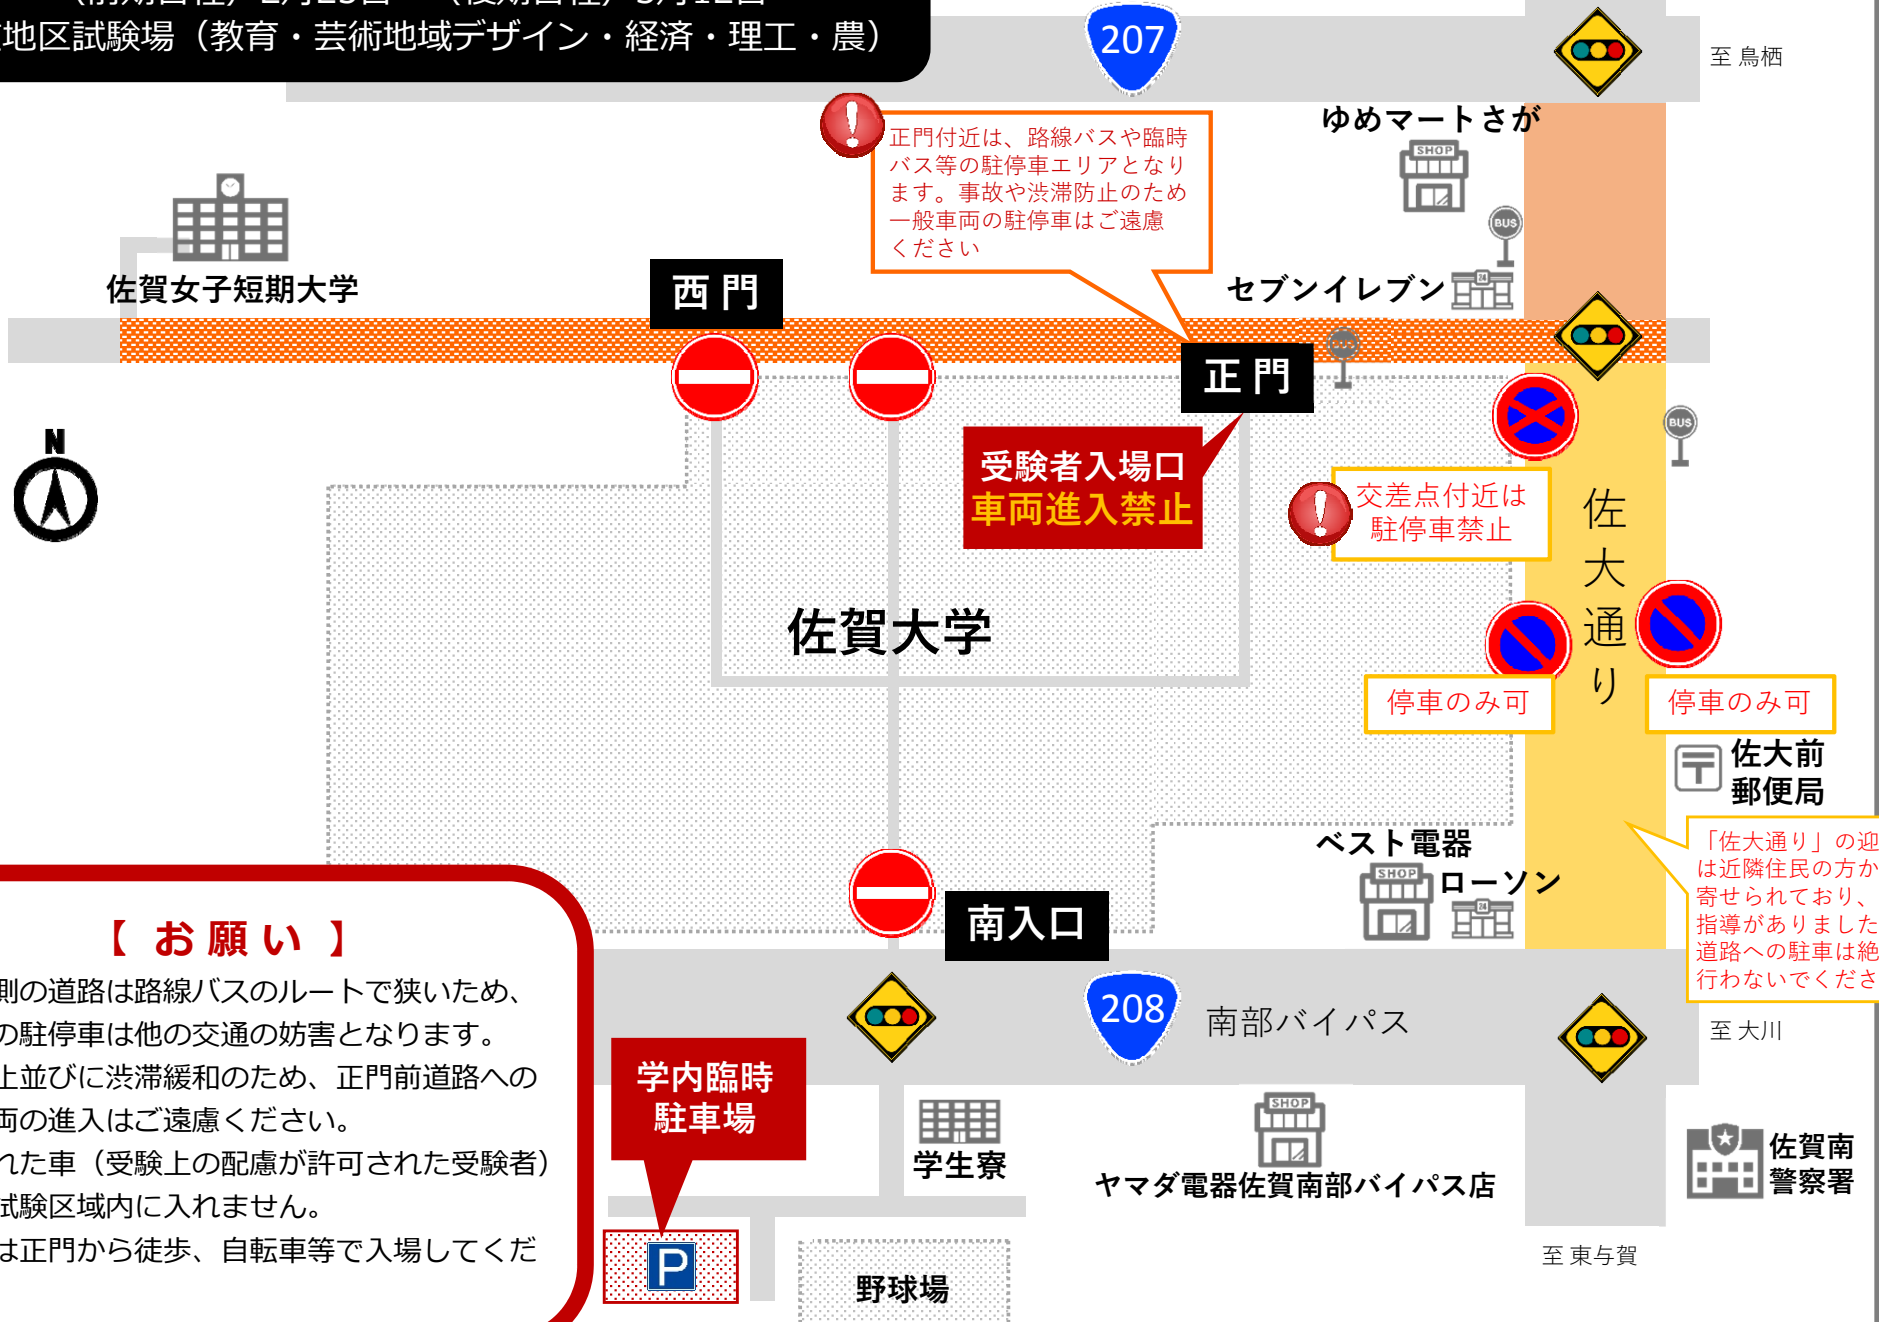 地区試験場（教育・芸術地域デザイン・経済・理工・農）
207
至 鳥栖
ゆめマートさが
SHOP
正門付近は、路線バスや臨時
バス等の駐停車エリアとなり
ます。事故や渋滞防止のため
一般車両の駐停車はご遠慮
ください
BUS
佐賀女子短期大学
西門
セブンイレブン
24
正門
BUS
N
受験者入場口
車両進入禁止
交差点付近は
駐停車禁止
佐大通り
佐賀大学
停車のみ可
停車のみ可
佐大前
郵便局
ベスト電器
SHOP
ローソン
24
「佐大通り」の迎
は近隣住民の方か
寄せられており、
指導がありました
道路への駐車は絶
行わないでくださ
南入口
【 お 願 い 】
側の道路は路線バスのルートで狭いため、
の駐停車は他の交通の妨害となります。
止並びに渋滞緩和のため、正門前道路への
両の進入はご遠慮ください。
れた車（受験上の配慮が許可された受験者）
試験区域内に入れません。
は正門から徒歩、自転車等で入場してくだ
208
南部バイパス
至 大川
学内臨時
駐車場
学生寮
SHOP
ヤマダ電器佐賀南部バイパス店
佐賀南
警察署
至 東与賀
P
野球場